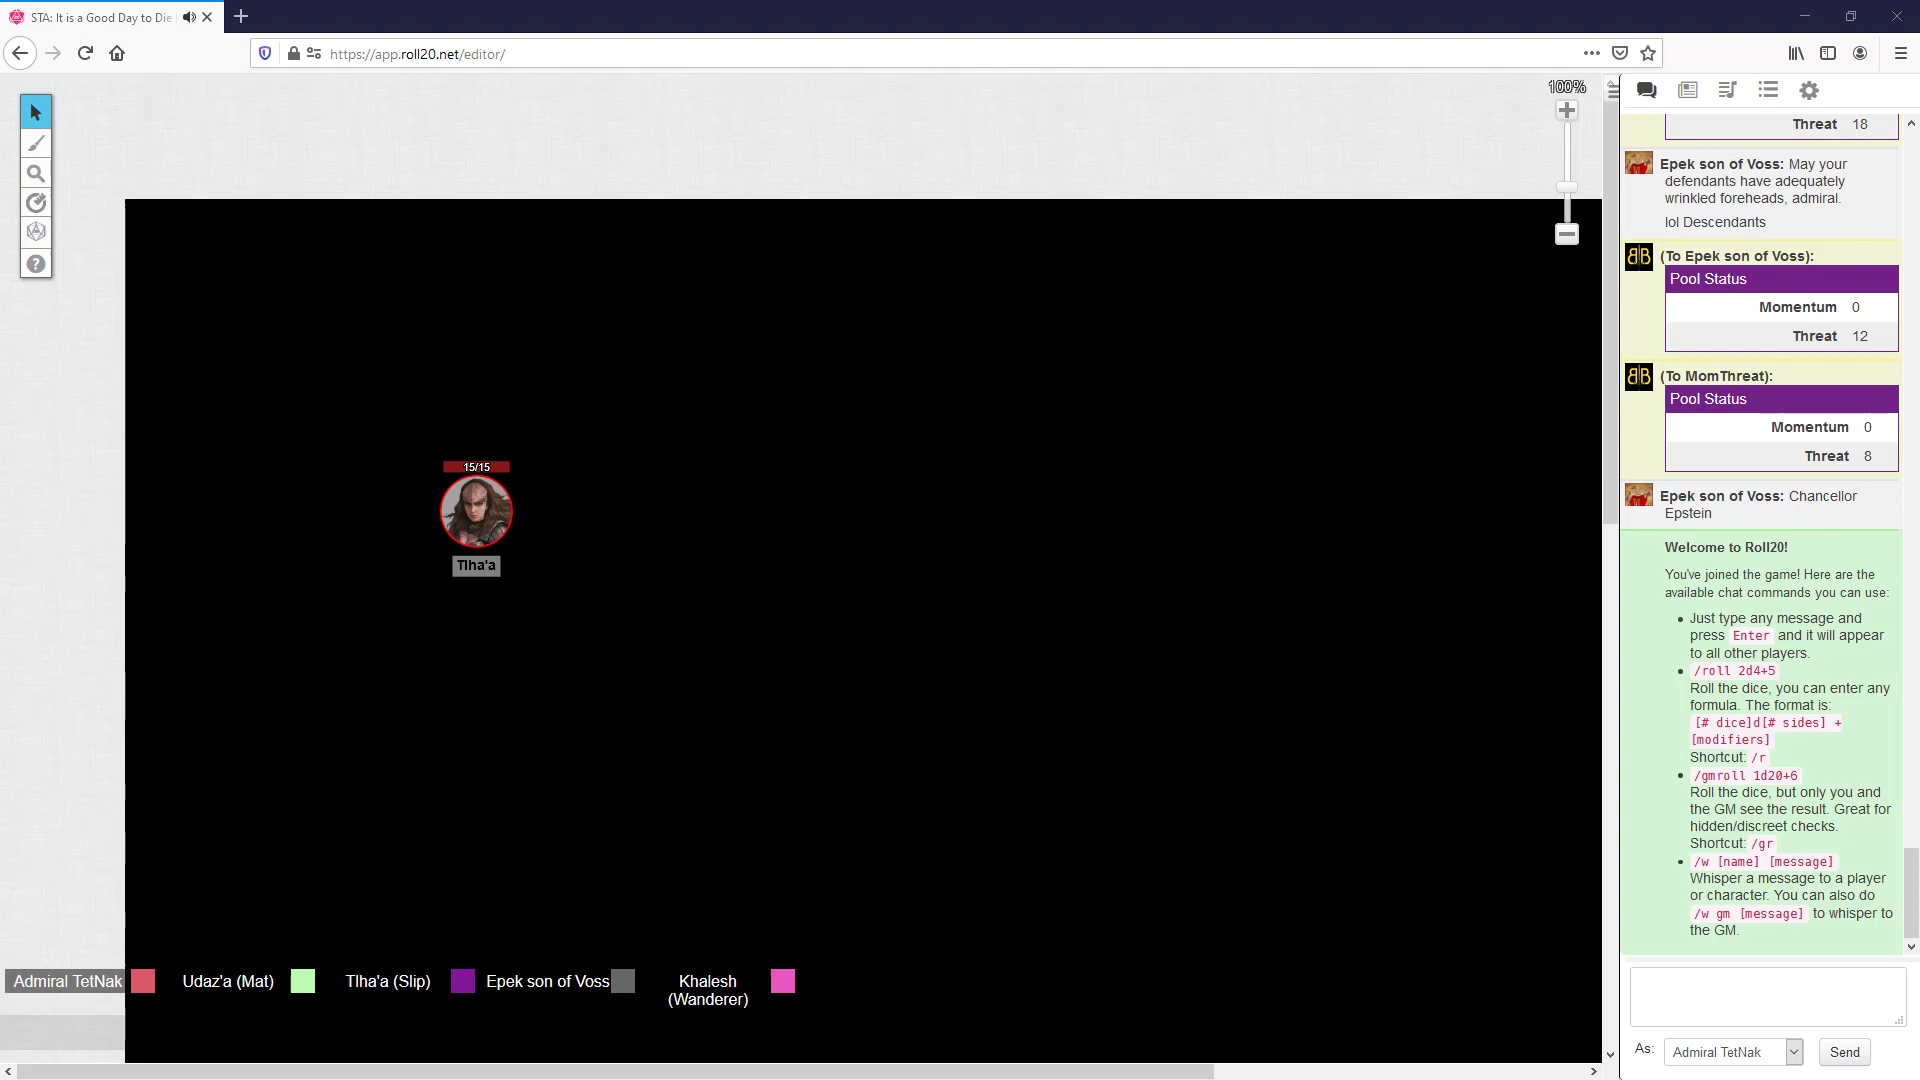 STA: It is a Good Day to Die
https://app.roll20.net/editor/
100%
15/15
Tlha'a
Admiral TetNak
Udaz'a (Mat)
Tlha'a (Slip)
Epek son of Voss
Khalesh
(Wanderer)
Threat 18
Epek son of Voss: May your
defendants have adequately
wrinkled foreheads, admiral.
lol Descendants
(To Epek son of Voss):
Pool Status
Momentum 0
Threat 12
(To MomThreat):
Pool Status
Momentum 0
Threat 8
Epek son of Voss: Chancellor
Epstein
Welcome to Roll20!
You've joined the game! Here are the
available chat commands you can use:
Just type any message and
press Enter and it will appear
to all other players.
/roll 2d4+5
Roll the dice, you can enter any
formula. The format is:
[# dice]d[# sides] +
[modifiers]
Shortcut: /r
/gmroll 1d20+6
Roll the dice, but only you and
the GM see the result. Great for
hidden/discreet checks.
Shortcut: /gr
/w [name] [message]
Whisper a message to a player
or character. You can also do
/w gm [message] to whisper to
the GM.
As: Admiral TetNak Send